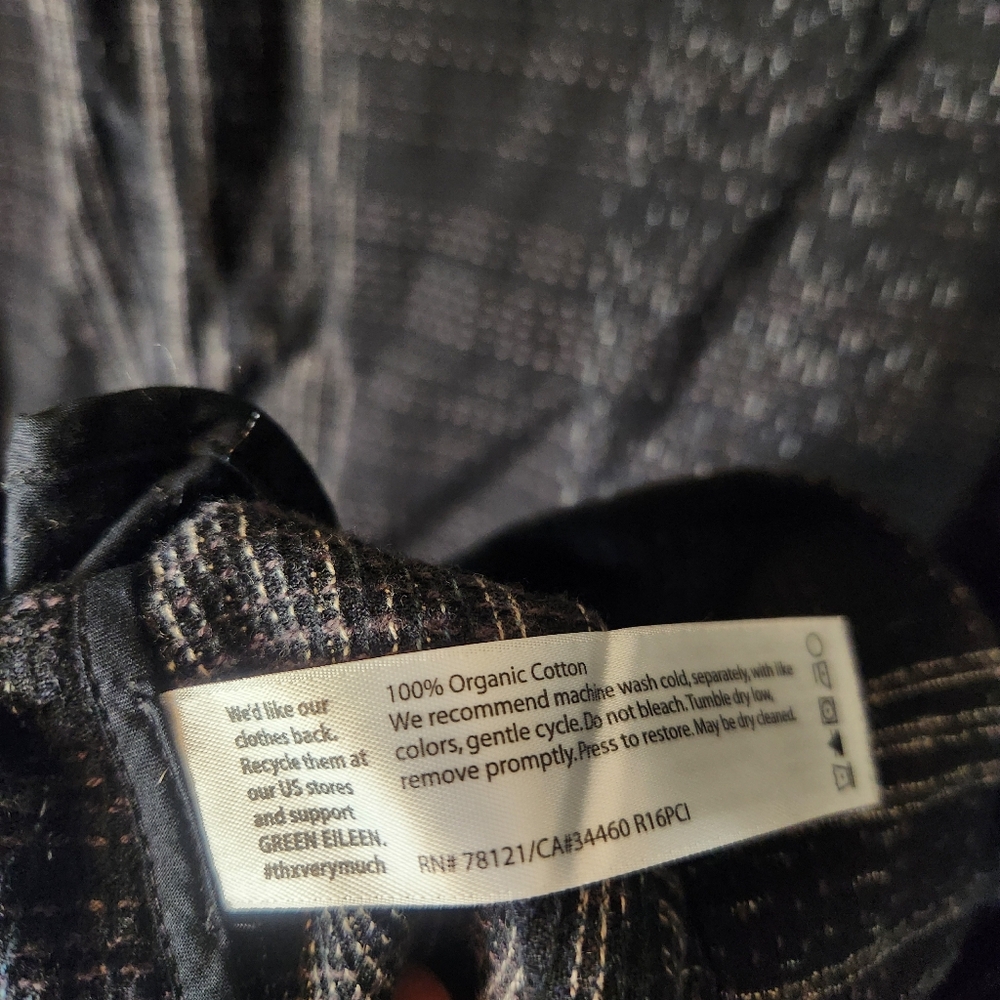 We'd like our
clothes back.
Recycle them at
our US stores
and support
GREEN EILEEN.
#thxverymuch
100% Organic Cotton
We recommend machine wash cold, separately, with like
colors, gentle cycle. Do not bleach. Tumble dry low,
remove promptly. Press to restore. May be dry cleaned.
RN# 78121/CA#34460 R16PCI